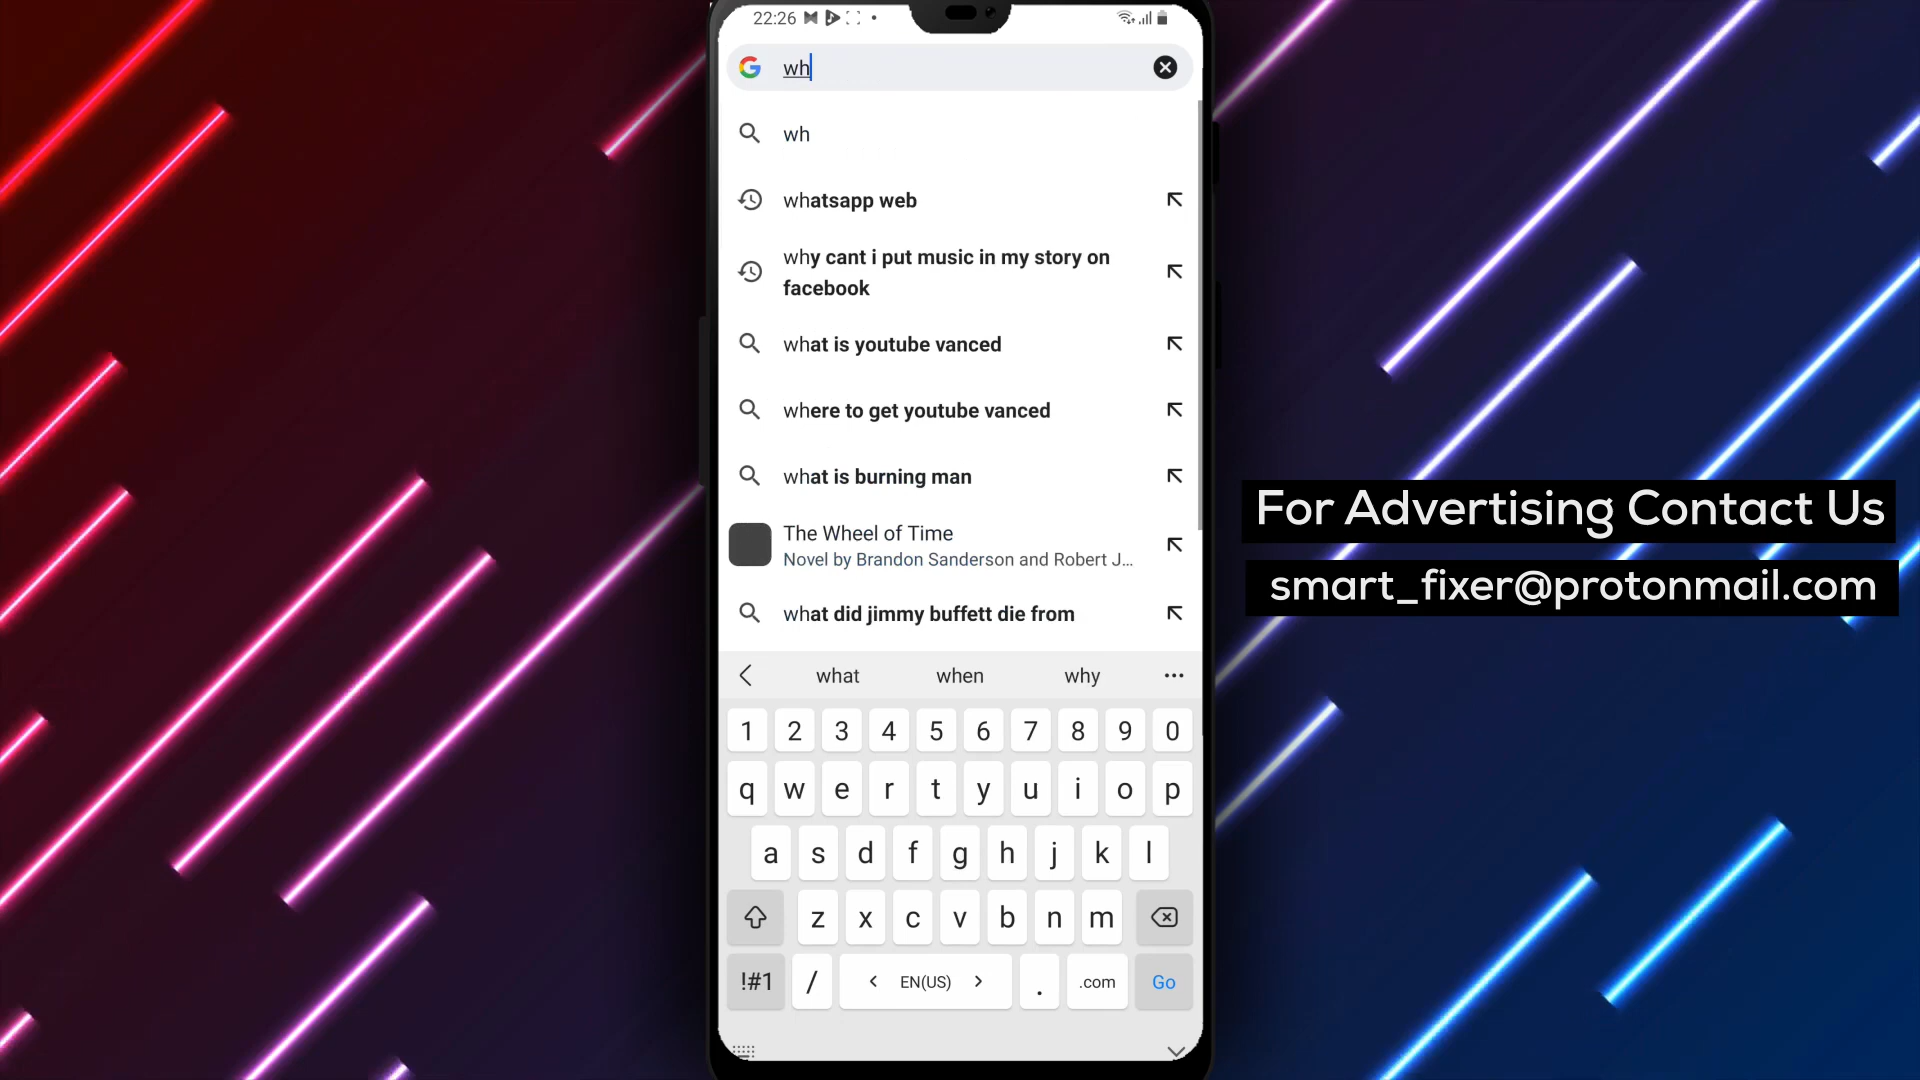 22:26
wh
wh
whatsapp web
why cant i put music in my story on
facebook
what is youtube vanced
where to get youtube vanced
what is burning man
The Wheel of Time
Novel by Brandon Sanderson and Robert J...
what did jimmy buffett die from
what when why
1 2 3 4 5 6 7 8 9 0
q w e r t y u i o p
a s d f g h j k l
z x c v b n m
!#1 / < EN(US) > . .com Go
For Advertising Contact Us
smart_fixer@protonmail.com